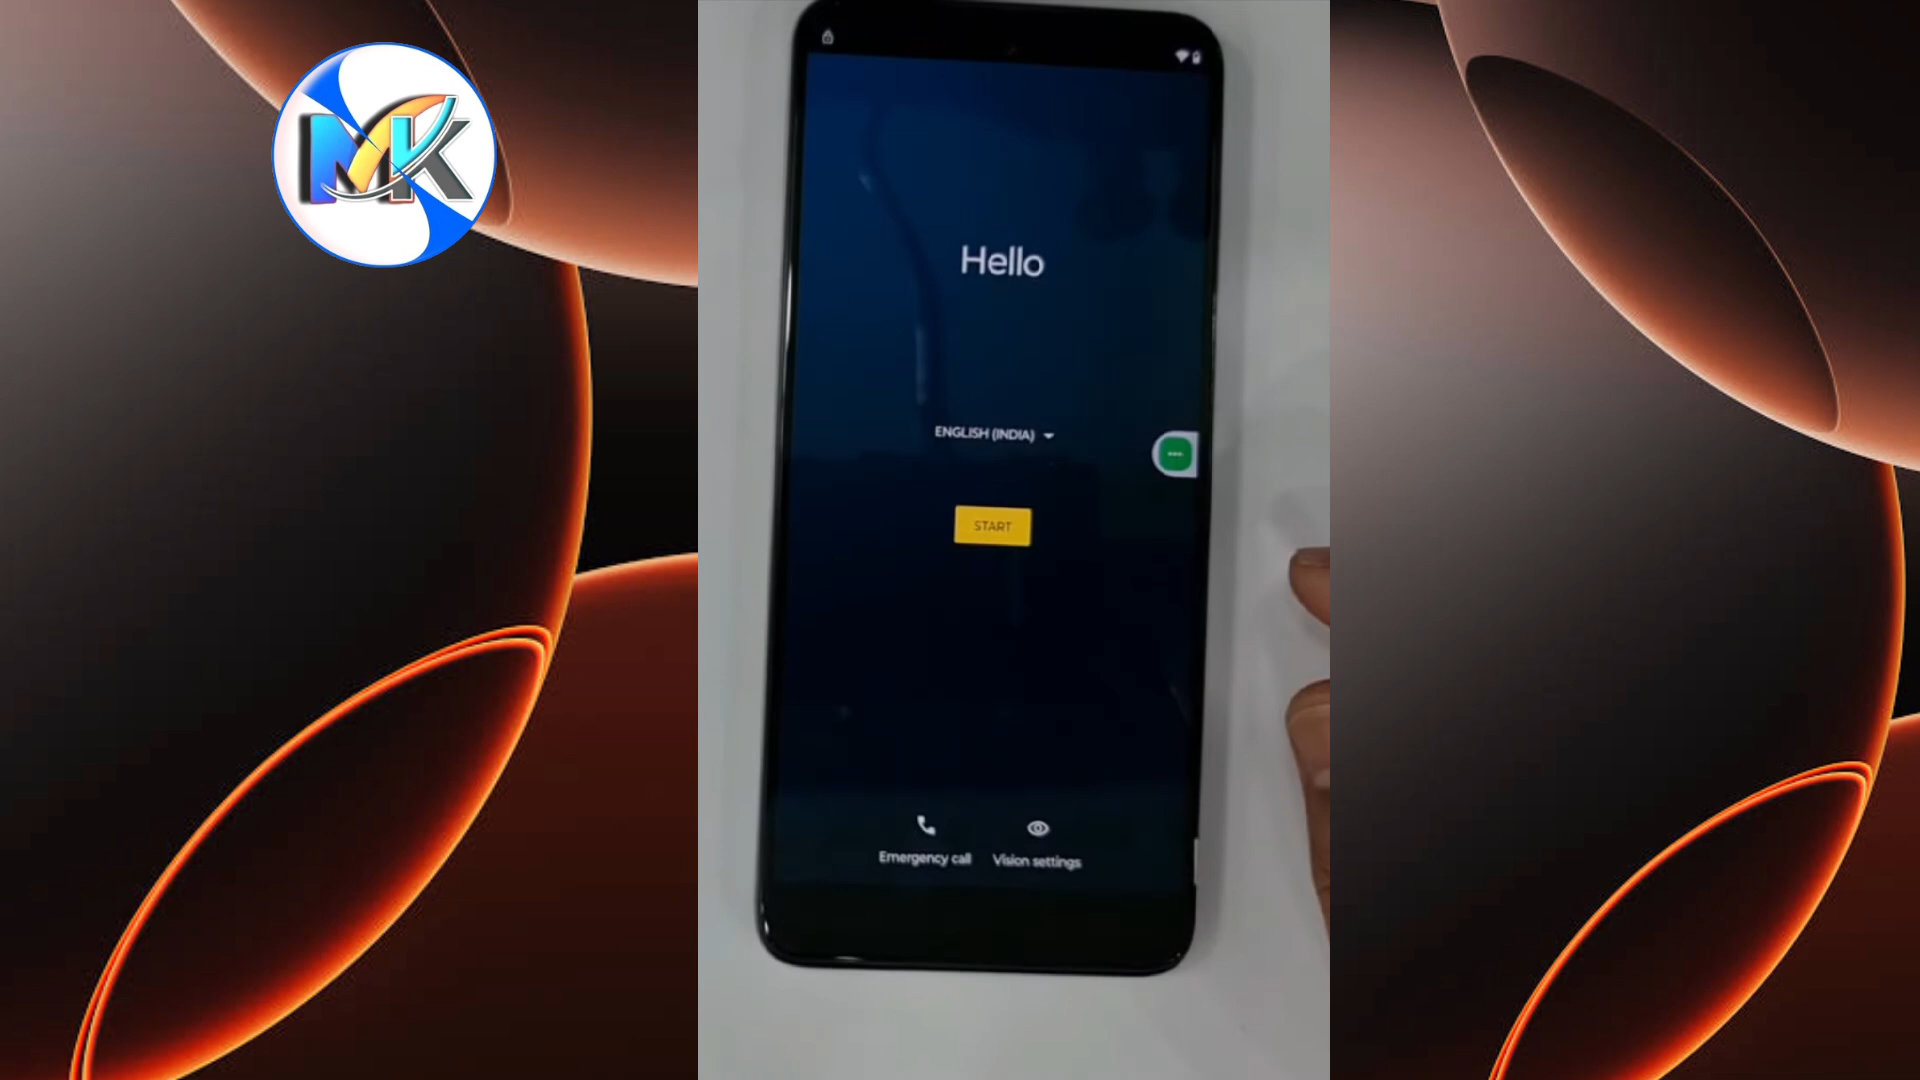 MK
Hello
ENGLISH (INDIA)
START
Emergency call
Vision settings